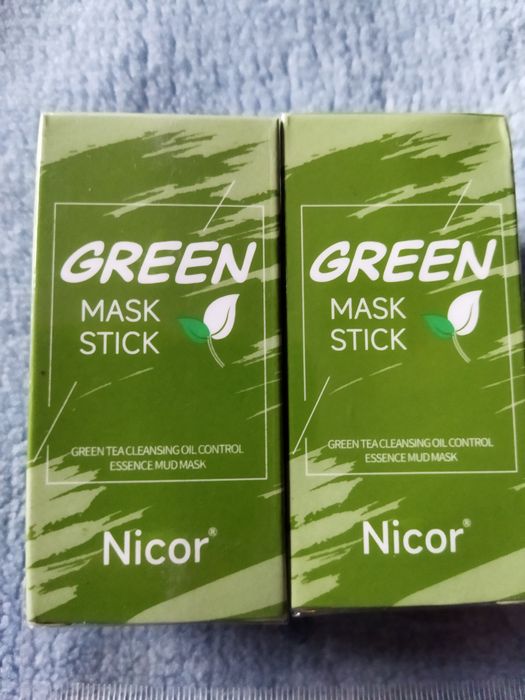 GREEN
MASK
STICK
GREEN TEA CLEANSING OIL CONTROL
ESSENCE MUD MASK
Nicor®
GREEN
MASK
STICK
GREEN TEA CLEANSING OIL CONTROL
ESSENCE MUD MASK
Nicor®